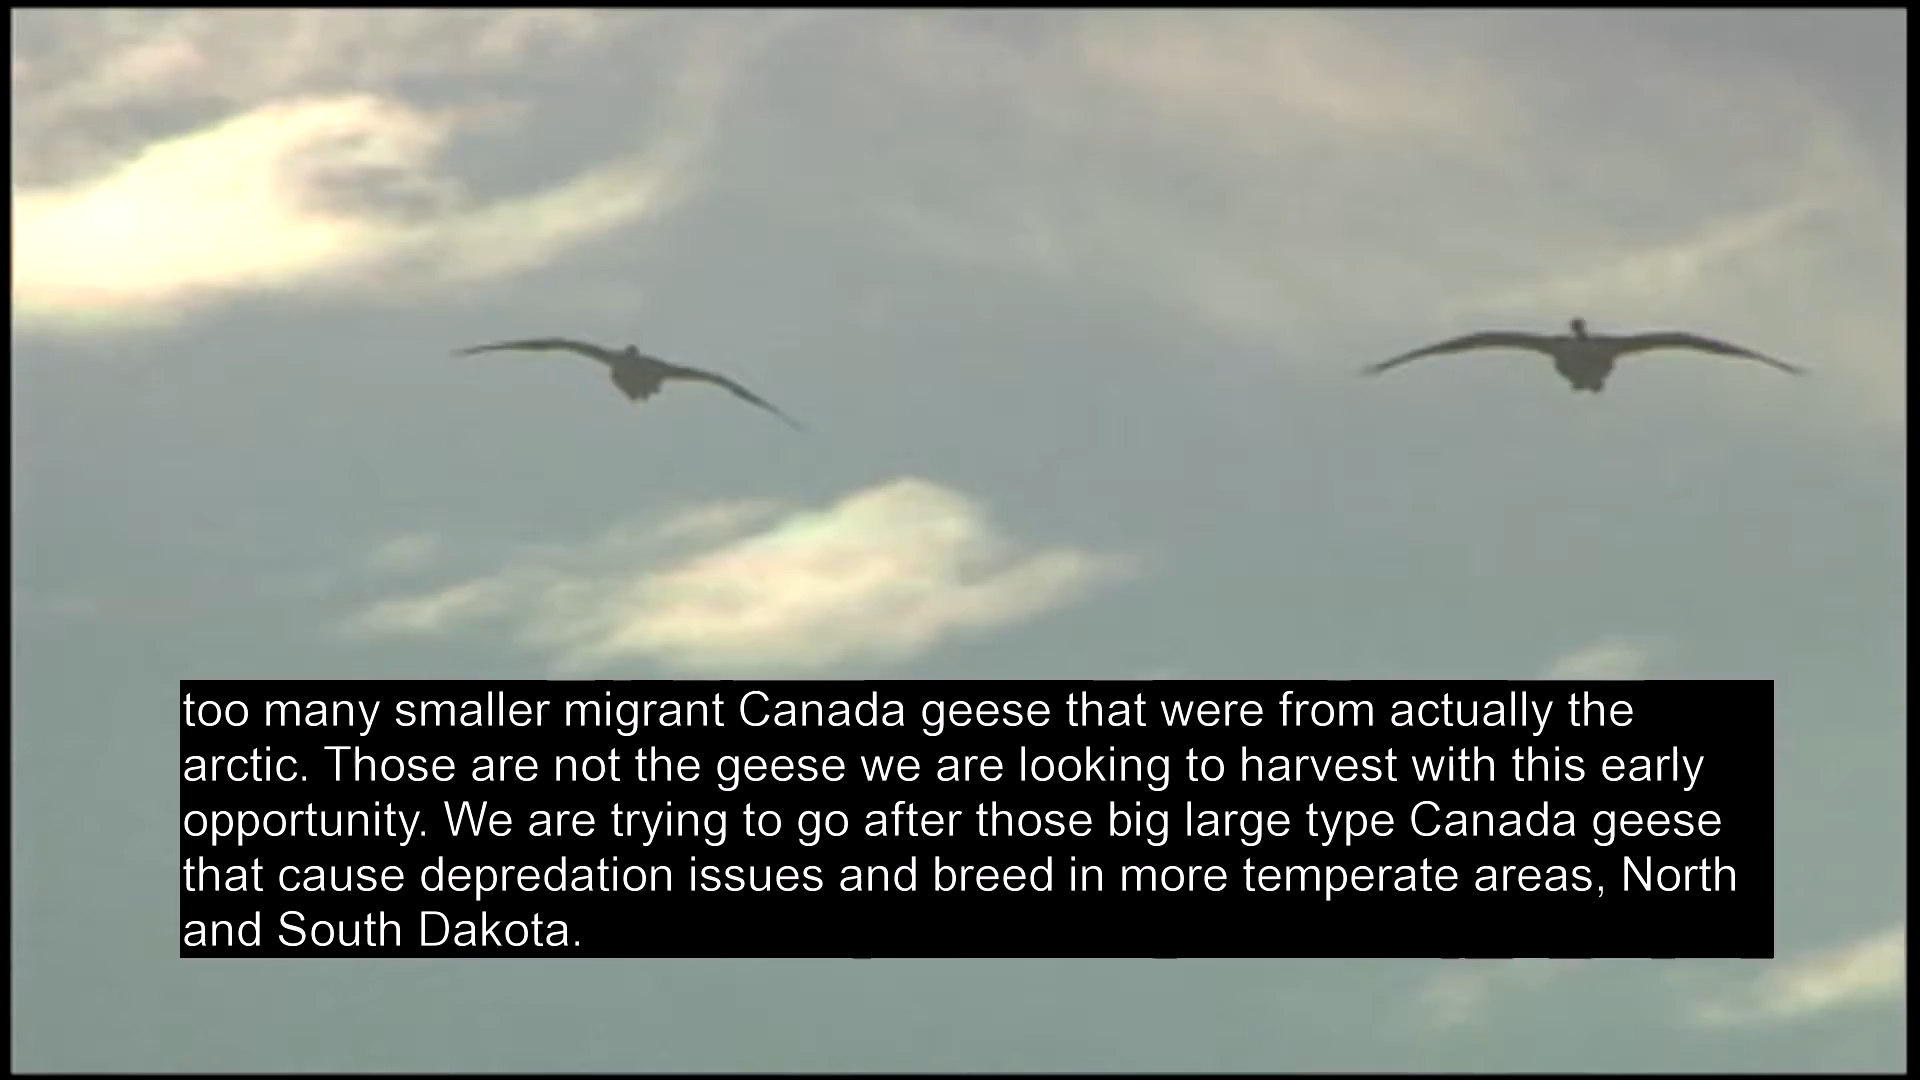 too many smaller migrant Canada geese that were from actually the
arctic. Those are not the geese we are looking to harvest with this early
opportunity. We are trying to go after those big large type Canada geese
that cause depredation issues and breed in more temperate areas, North
and South Dakota.